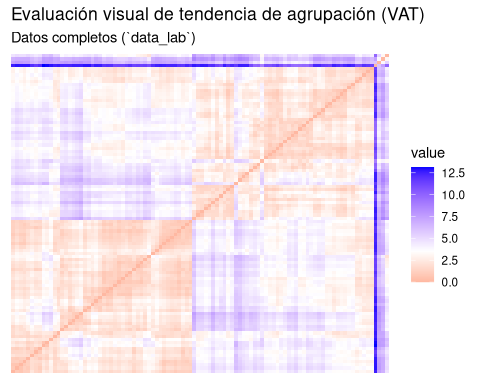 Evaluación visual de tendencia de agrupación (VAT)
Datos completos (`data_lab`)
value
12.5
10.0
7.5
5.0
2.5
0.0